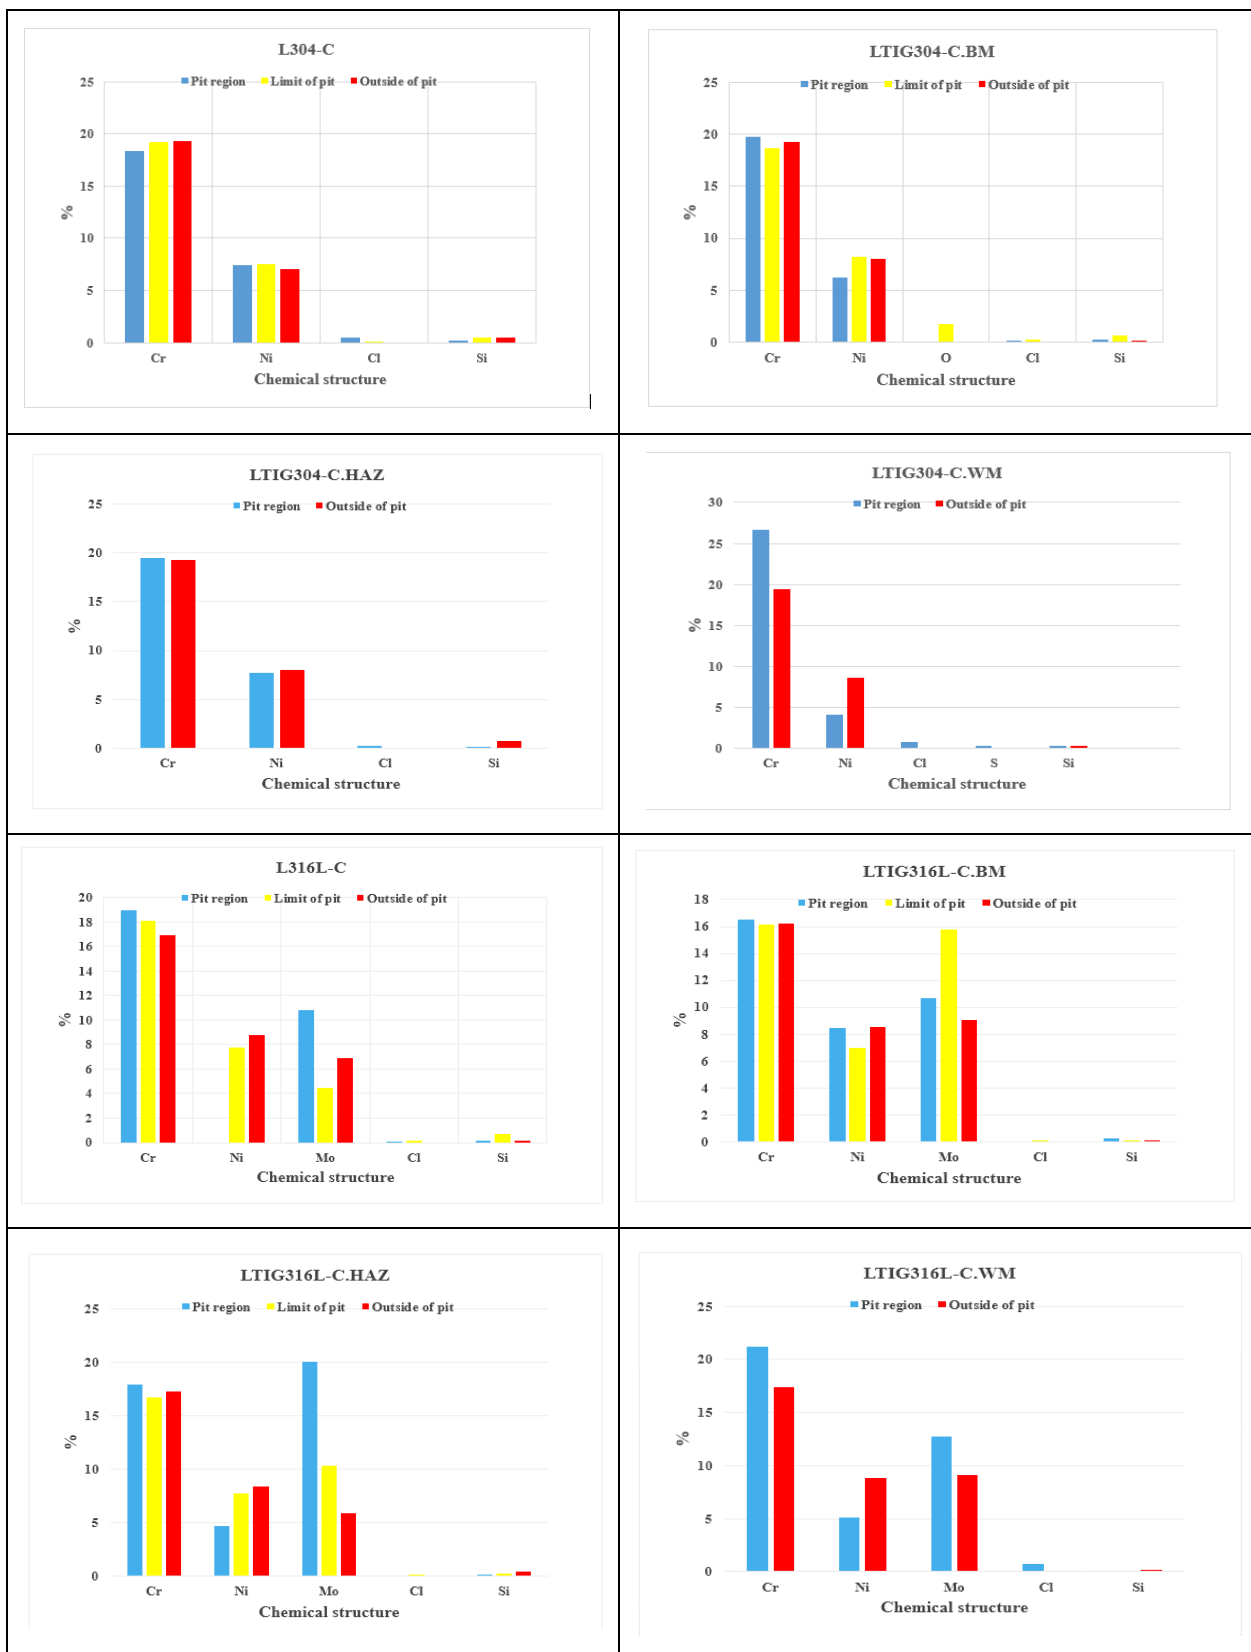 L304-C
Pit region Limit of pit Outside of pit
25
20
15
10
5
0
%
Cr Ni Cl Si
Chemical structure
LTIG304-C.BM
Pit region Limit of pit Outside of pit
25
20
15
10
5
0
%
Cr Ni O Cl Si
Chemical structure
LTIG304-C.HAZ
Pit region Outside of pit
25
20
15
10
5
0
%
Cr Ni Cl Si
Chemical structure
LTIG304-C.WM
Pit region Outside of pit
30
25
20
15
10
5
0
%
Cr Ni Cl S Si
Chemical structure
L316L-C
Pit region Limit of pit Outside of pit
20
18
16
14
12
10
8
6
4
2
0
%
Cr Ni Mo Cl Si
Chemical structure
LTIG316L-C.BM
Pit region Limit of pit Outside of pit
18
16
14
12
10
8
6
4
2
0
%
Cr Ni Mo Cl Si
Chemical structure
LTIG316L-C.HAZ
Pit region Limit of pit Outside of pit
25
20
15
10
5
0
%
Cr Ni Mo Cl Si
Chemical structure
LTIG316L-C.WM
Pit region Outside of pit
25
20
15
10
5
0
%
Cr Ni Mo Cl Si
Chemical structure